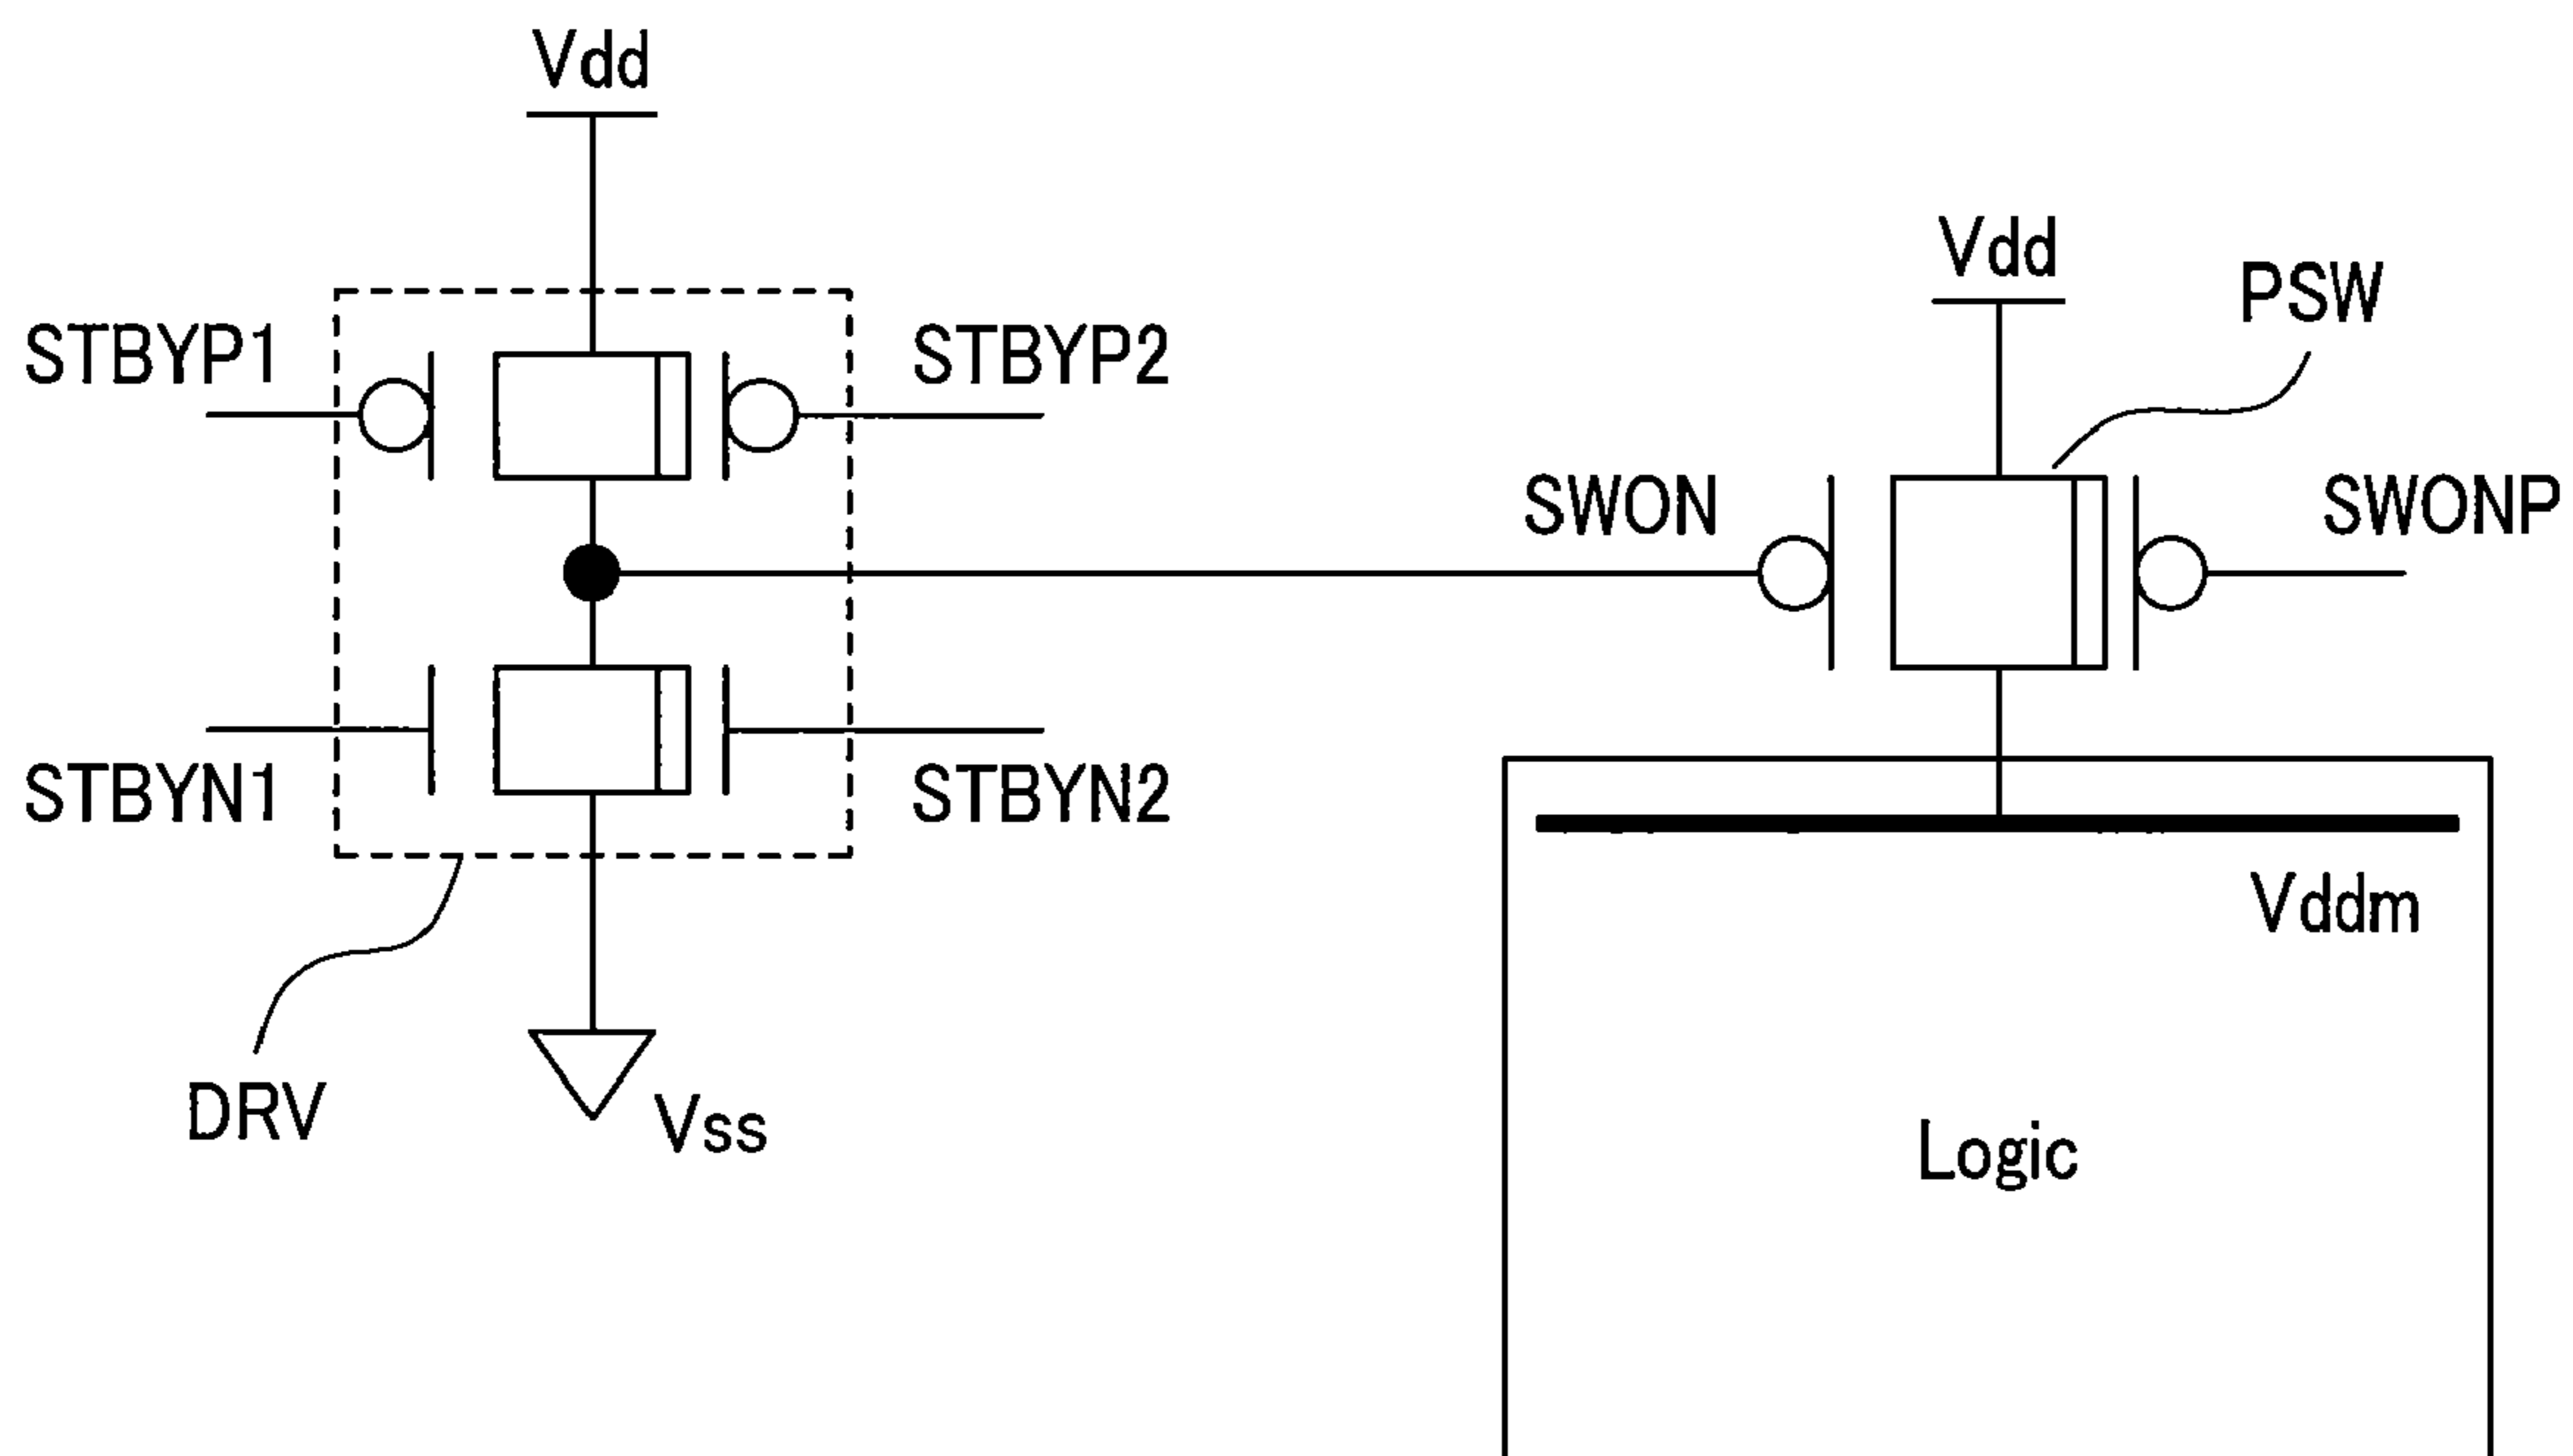 Vdd
Vdd
PSW
STBYP1
STBYP2
SWON
SWONP
STBYN1
STBYN2
Vddm
DRV
Vss
Logic